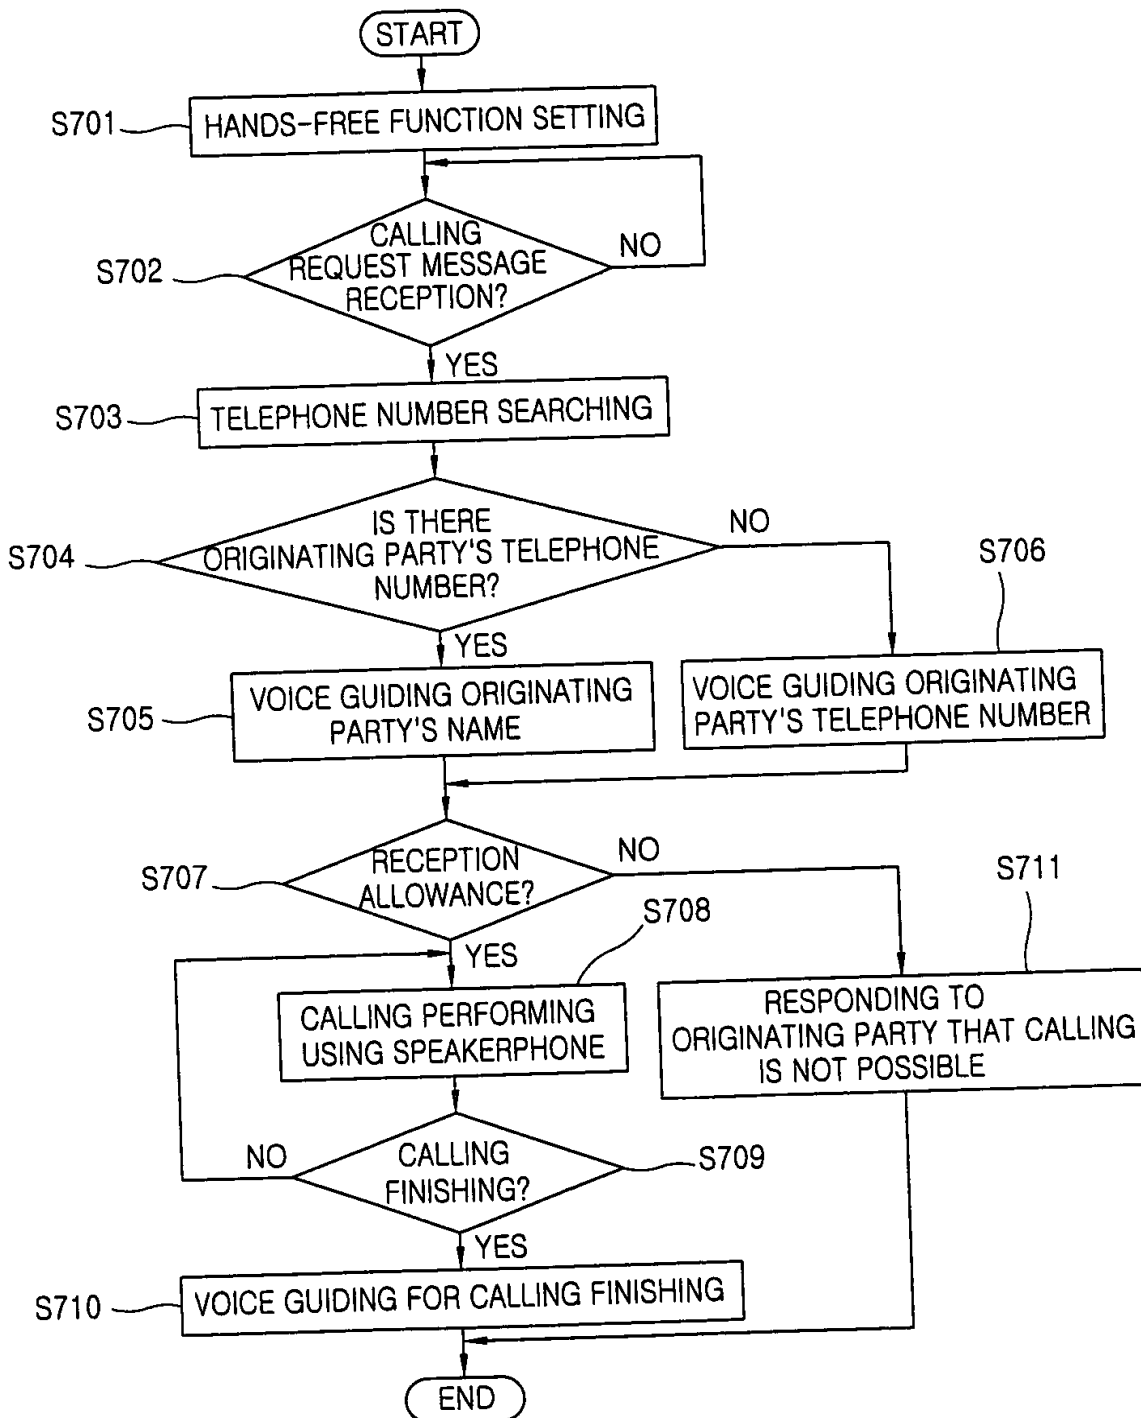 START
S701
HANDS-FREE FUNCTION SETTING
S702
CALLING
REQUEST MESSAGE
RECEPTION?
NO
YES
S703
TELEPHONE NUMBER SEARCHING
S704
IS THERE
ORIGINATING PARTY'S TELEPHONE
NUMBER?
NO
YES
S706
S705
VOICE GUIDING ORIGINATING
PARTY'S NAME
VOICE GUIDING ORIGINATING
PARTY'S TELEPHONE NUMBER
S707
RECEPTION
ALLOWANCE?
NO
YES
S708
S711
CALLING PERFORMING
USING SPEAKERPHONE
RESPONDING TO
ORIGINATING PARTY THAT CALLING
IS NOT POSSIBLE
NO
CALLING
FINISHING?
S709
YES
S710
VOICE GUIDING FOR CALLING FINISHING
END